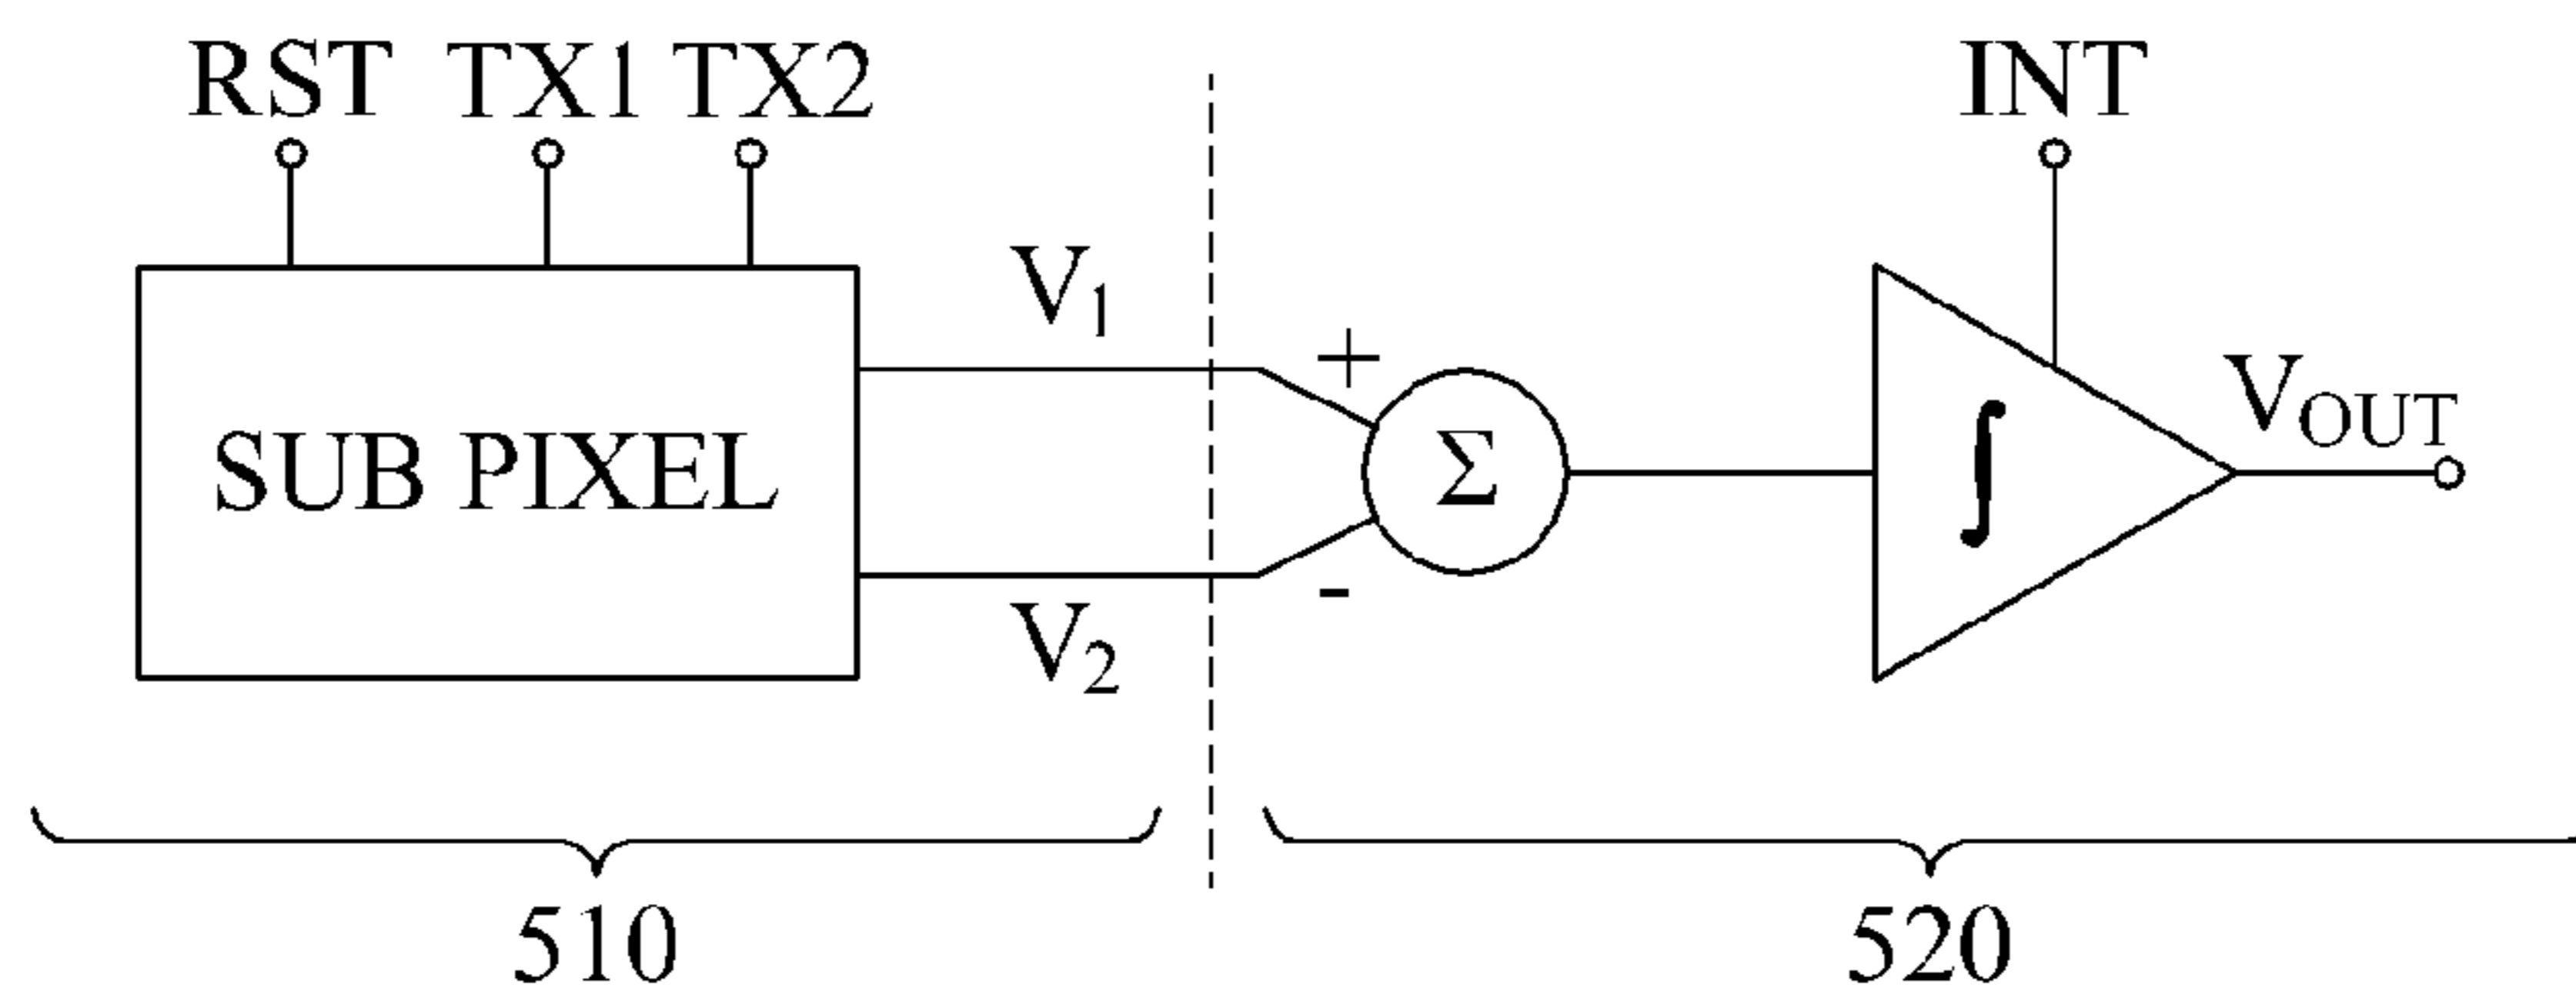 RST TX1 TX2
INT
V1
+
SUB PIXEL
Σ
∫
VOUT
-
V2
510
520